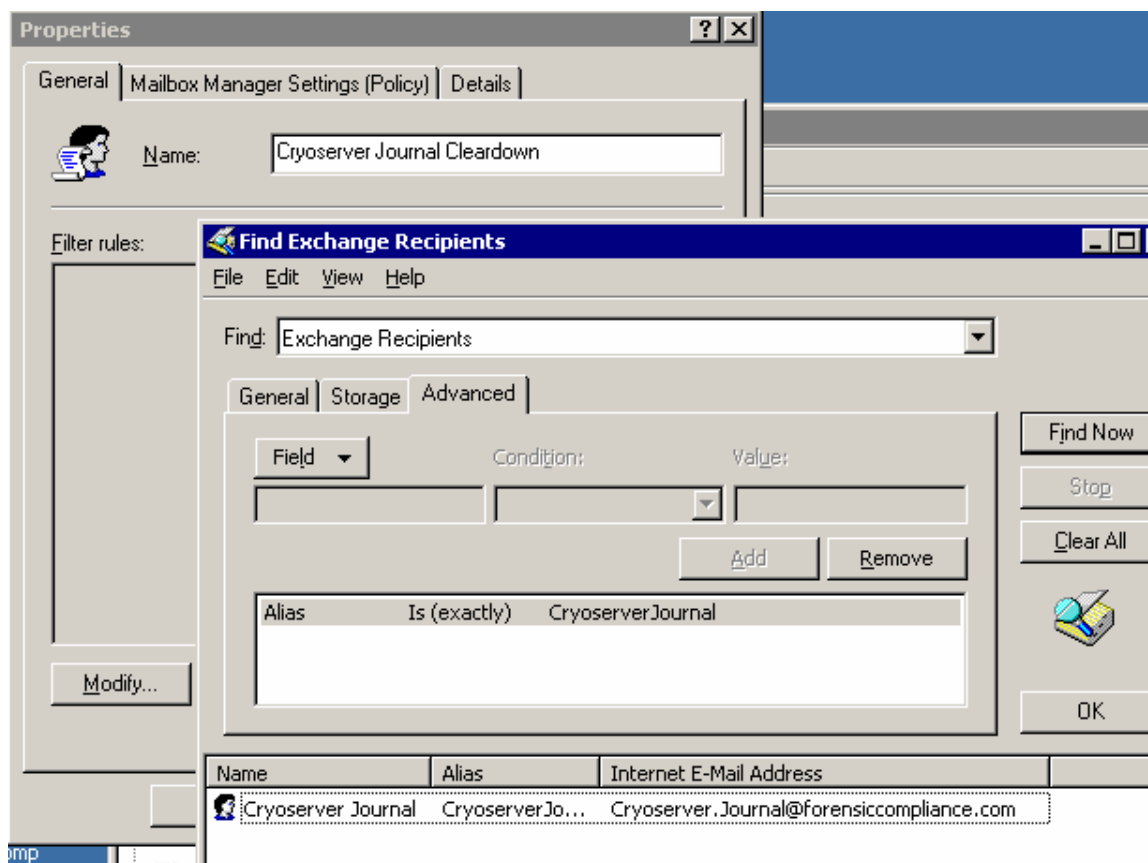 Properties
General Mailbox Manager Settings (Policy) Details
Name: Cryoserver Journal Cleardown
Filter rules:
Find Exchange Recipients
File Edit View Help
Find: Exchange Recipients
General Storage Advanced
Field Condition: Value:
Add Remove
Alias Is (exactly) CryoserverJournal
Find Now
Stop
Clear All
OK
Modify...
Name Alias Internet E-Mail Address
Cryoserver Journal CryoserverJo... Cryoserver.Journal@forensiccompliance.com
omp